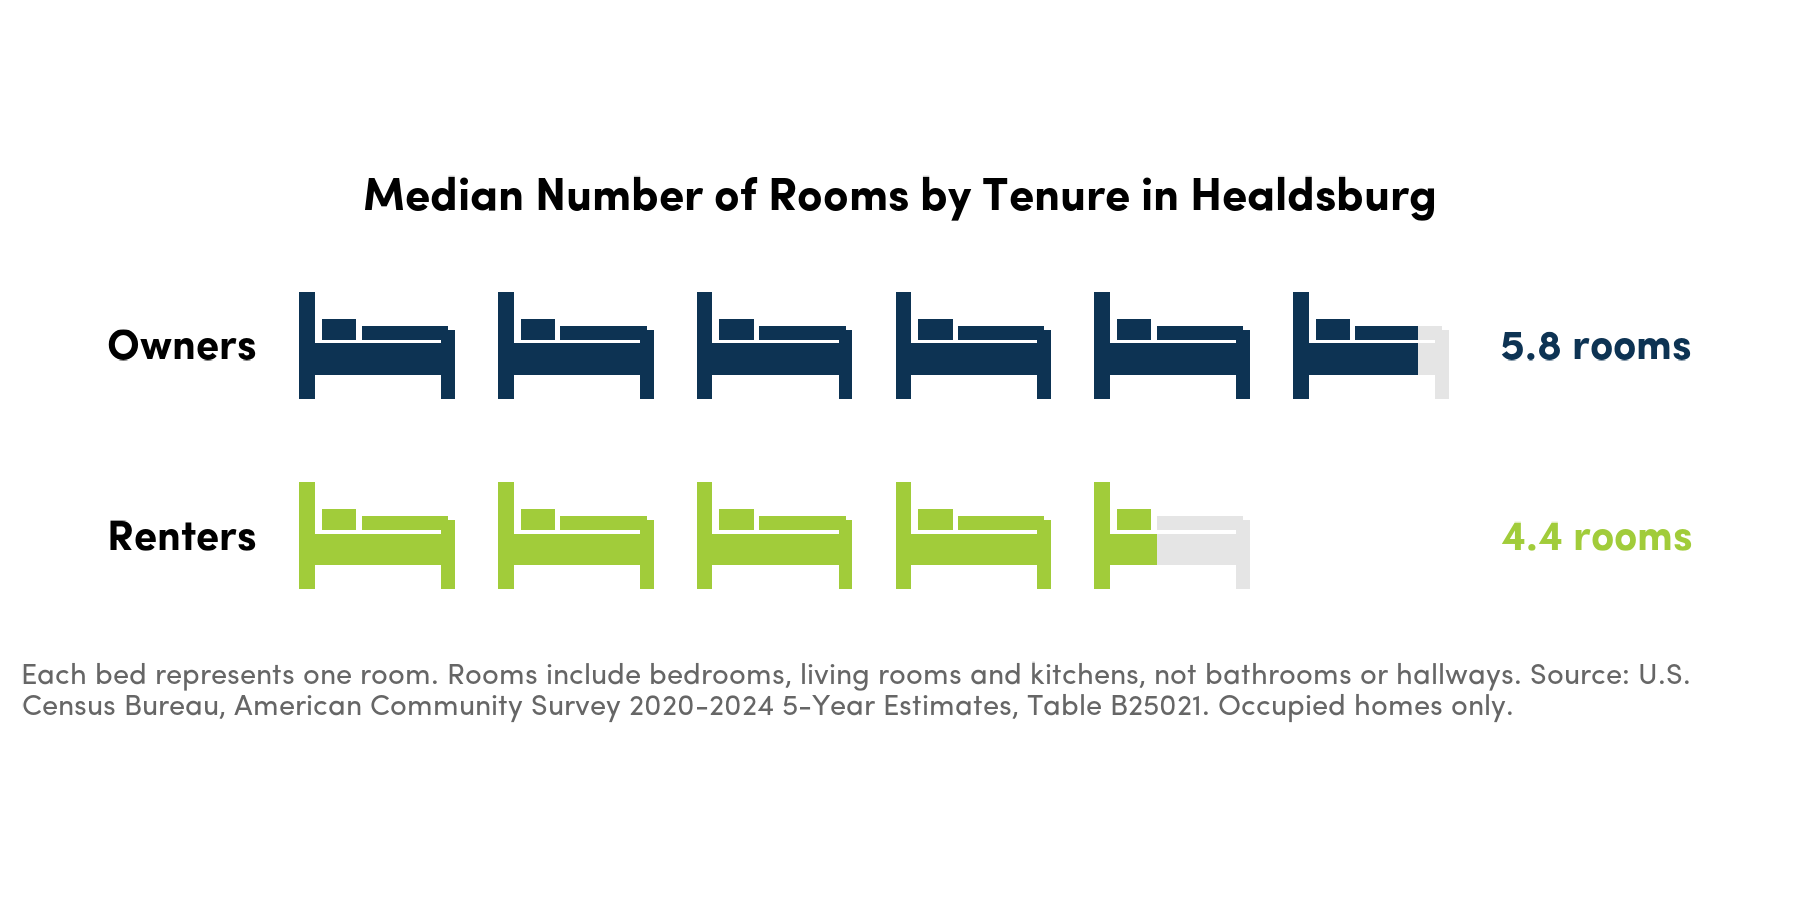 Median Number of Rooms by Tenure in Healdsburg
Owners 5.8 rooms
Renters 4.4 rooms
Each bed represents one room. Rooms include bedrooms, living rooms and kitchens, not bathrooms or hallways. Source: U.S.
Census Bureau, American Community Survey 2020-2024 5-Year Estimates, Table B25021. Occupied homes only.